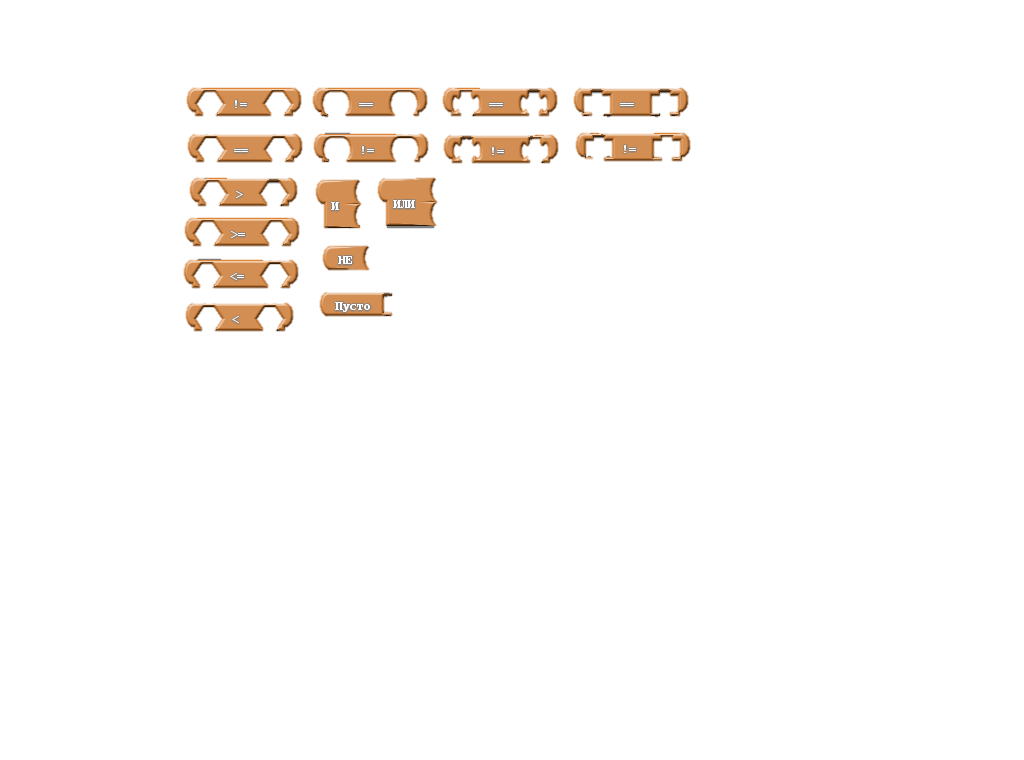 != == == ==
== != != !=
>
И ИЛИ
>=
НЕ
<=
Пусто
<